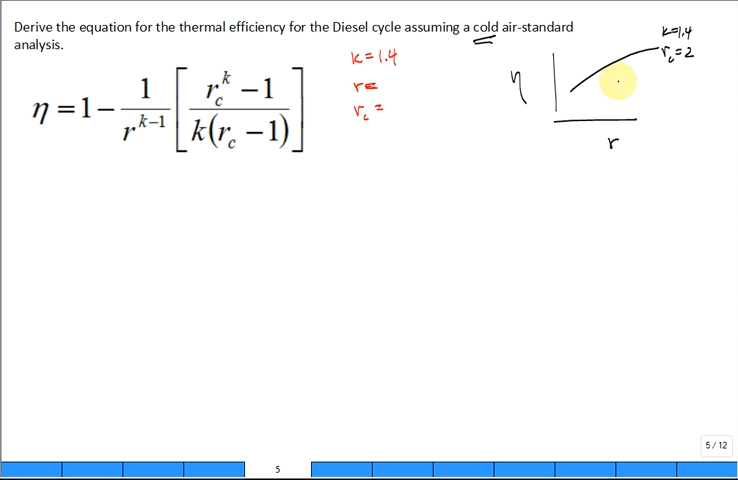 Derive the equation for the thermal efficiency for the Diesel cycle assuming a cold air-standard
analysis.
η = 1 − 1/r^(k−1) [ (r_c^k − 1) / (k(r_c − 1)) ]
k = 1.4
r =
r_c =
k=1.4
r_c = 2
η
r
5 / 12
5